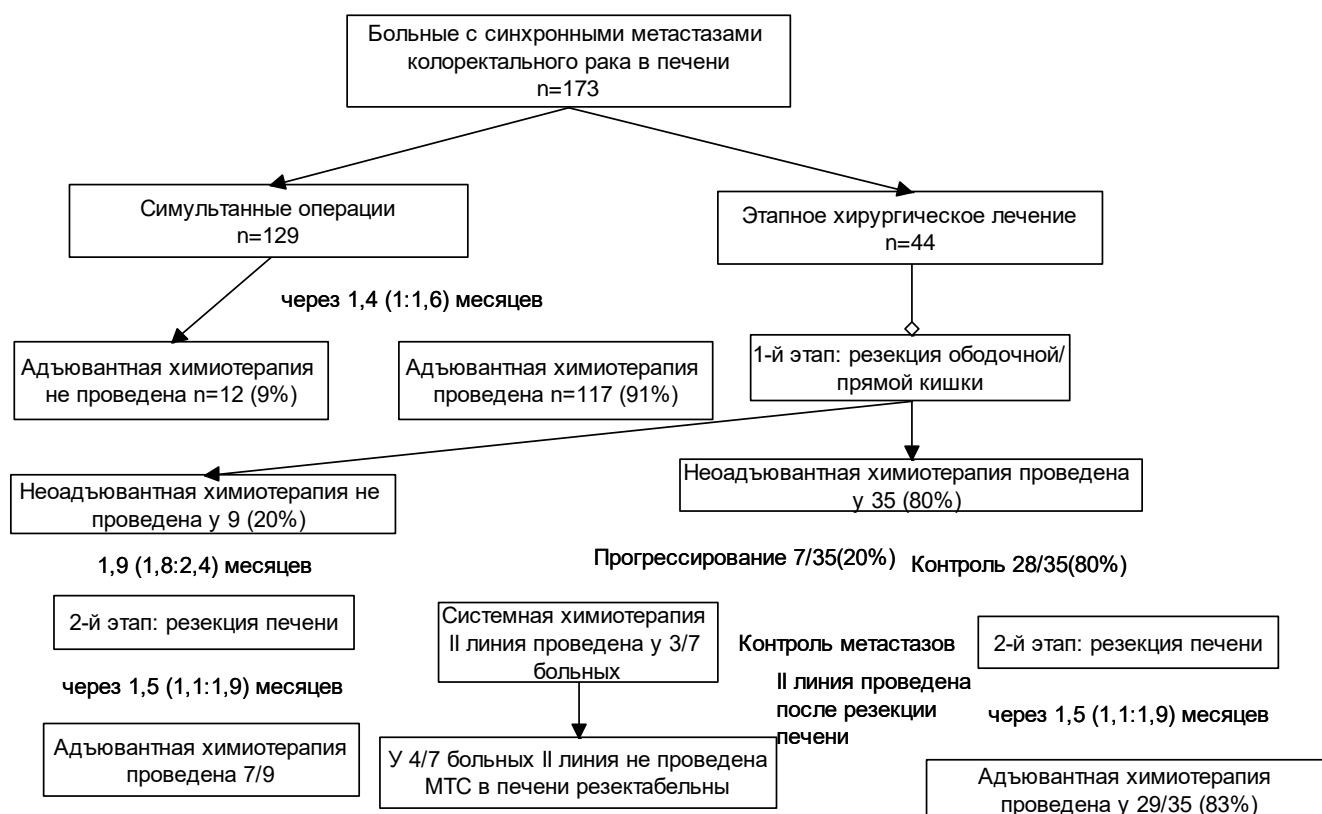 Больные с синхронными метастазами
колоректального рака в печени
n=173
Симультанные операции
n=129
Этапное хирургическое лечение
n=44
через 1,4 (1:1,6) месяцев
Адъювантная химиотерапия
не проведена n=12 (9%)
Адъювантная химиотерапия
проведена n=117 (91%)
1-й этап: резекция ободочной/
прямой кишки
Неоадъювантная химиотерапия не
проведена у 9 (20%)
Неоадъювантная химиотерапия проведена
у 35 (80%)
1,9 (1,8:2,4) месяцев
Прогрессирование 7/35(20%)
Контроль 28/35(80%)
2-й этап: резекция печени
Системная химиотерапия
II линия проведена у 3/7
больных
Контроль метастазов
2-й этап: резекция печени
через 1,5 (1,1:1,9) месяцев
II линия проведена
после резекции
печени
через 1,5 (1,1:1,9) месяцев
Адъювантная химиотерапия
проведена 7/9
У 4/7 больных II линия не проведена
МТС в печени резектабельны
Адъювантная химиотерапия
проведена у 29/35 (83%)